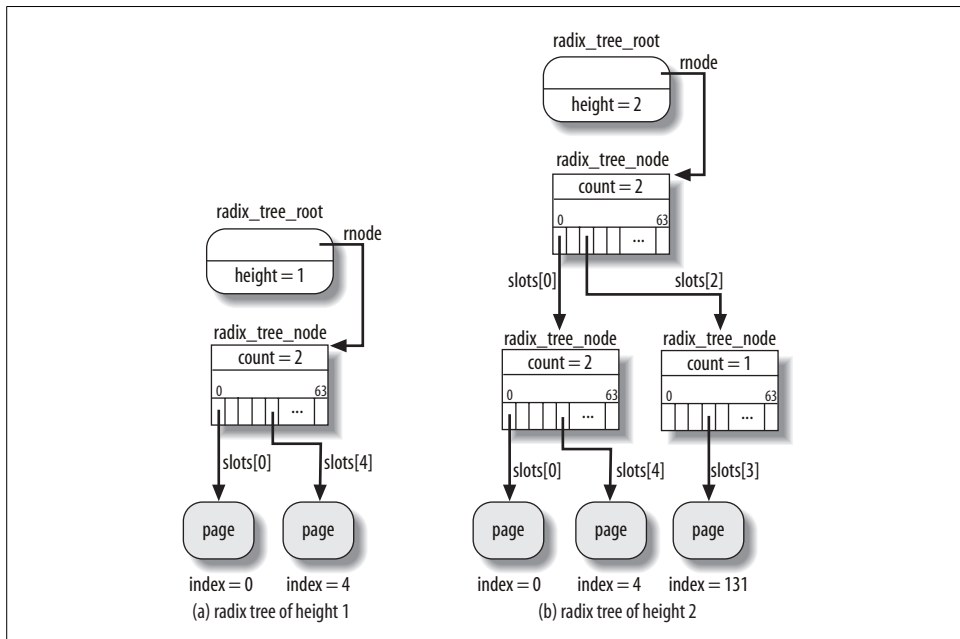 radix_tree_root
rnode
height = 1
radix_tree_node
count = 2
0 63
...
slots[0] slots[4]
page page
index = 0 index = 4
(a) radix tree of height 1
radix_tree_root
rnode
height = 2
radix_tree_node
count = 2
0 63
...
slots[0] slots[2]
radix_tree_node radix_tree_node
count = 2 count = 1
0 63 0 63
... ...
slots[0] slots[4] slots[3]
page page page
index = 0 index = 4 index = 131
(b) radix tree of height 2